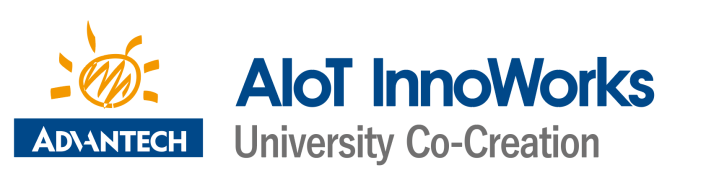 ADVANTECH
AIoT InnoWorks
University Co-Creation